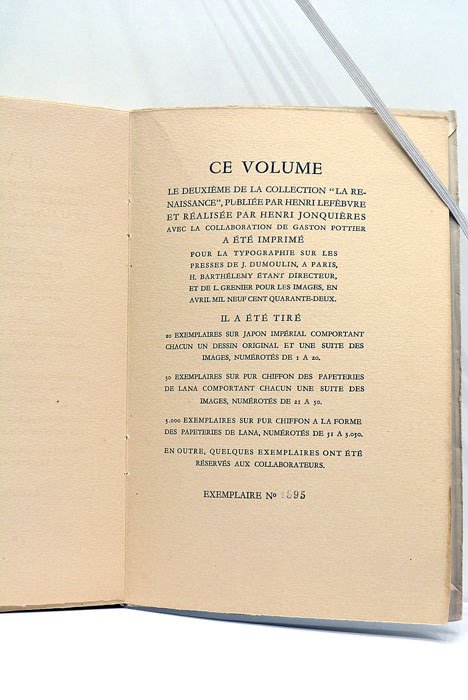 CE VOLUME
LE DEUXIÈME DE LA COLLECTION "LA RE-
NAISSANCE", PUBLIÉE PAR HENRI LEFÈBVRE
ET RÉALISÉE PAR HENRI JONQUIÈRES
AVEC LA COLLABORATION DE GASTON POTTIER
A ÉTÉ IMPRIMÉ
POUR LA TYPOGRAPHIE SUR LES
PRESSES DE J. DUMOULIN, A PARIS,
H. BARTHÉLEMY ÉTANT DIRECTEUR,
ET DE L. GRENIER POUR LES IMAGES, EN
AVRIL MIL NEUF CENT QUARANTE-DEUX.
IL A ÉTÉ TIRÉ
20 EXEMPLAIRES SUR JAPON IMPÉRIAL COMPORTANT
CHACUN UN DESSIN ORIGINAL ET UNE SUITE DES
IMAGES, NUMÉROTÉS DE 1 A 20.
30 EXEMPLAIRES SUR PUR CHIFFON DES PAPETERIES
DE LANA COMPORTANT CHACUN UNE SUITE DES
IMAGES, NUMÉROTÉS DE 21 A 50.
3.000 EXEMPLAIRES SUR PUR CHIFFON A LA FORME
DES PAPETERIES DE LANA, NUMÉROTÉS DE 51 A 3.050.
EN OUTRE, QUELQUES EXEMPLAIRES ONT ÉTÉ
RÉSERVÉS AUX COLLABORATEURS.
EXEMPLAIRE Nº